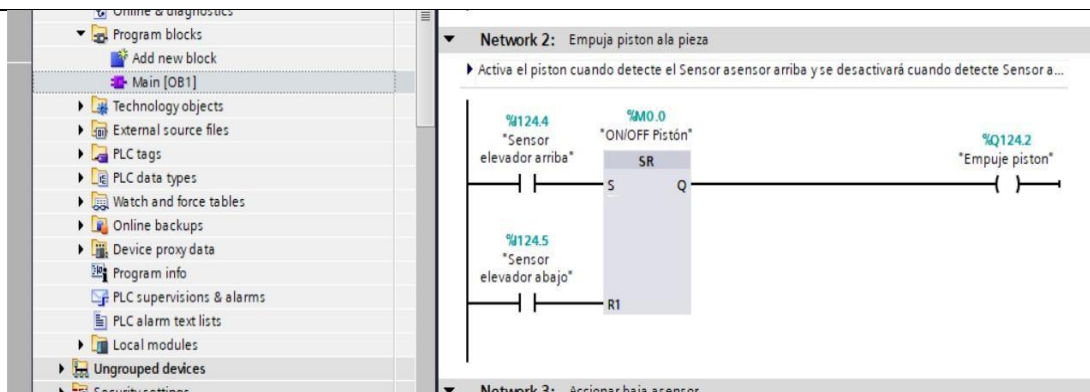 Online & diagnostics
Program blocks
Add new block
Main [OB1]
Technology objects
External source files
PLC tags
PLC data types
Watch and force tables
Online backups
Device proxy data
Program info
PLC supervisions & alarms
PLC alarm text lists
Local modules
Ungrouped devices
Security settings
Network 2: Empuja piston ala pieza
Activa el piston cuando detecte el Sensor asensor arriba y se desactivará cuando detecte Sensor a...
%I124.4
"Sensor
elevador arriba"
%M0.0
"ON/OFF Pistón"
SR
S
Q
%Q124.2
"Empuje piston"
%I124.5
"Sensor
elevador abajo"
R1
Network 3: Accionar baja asensor